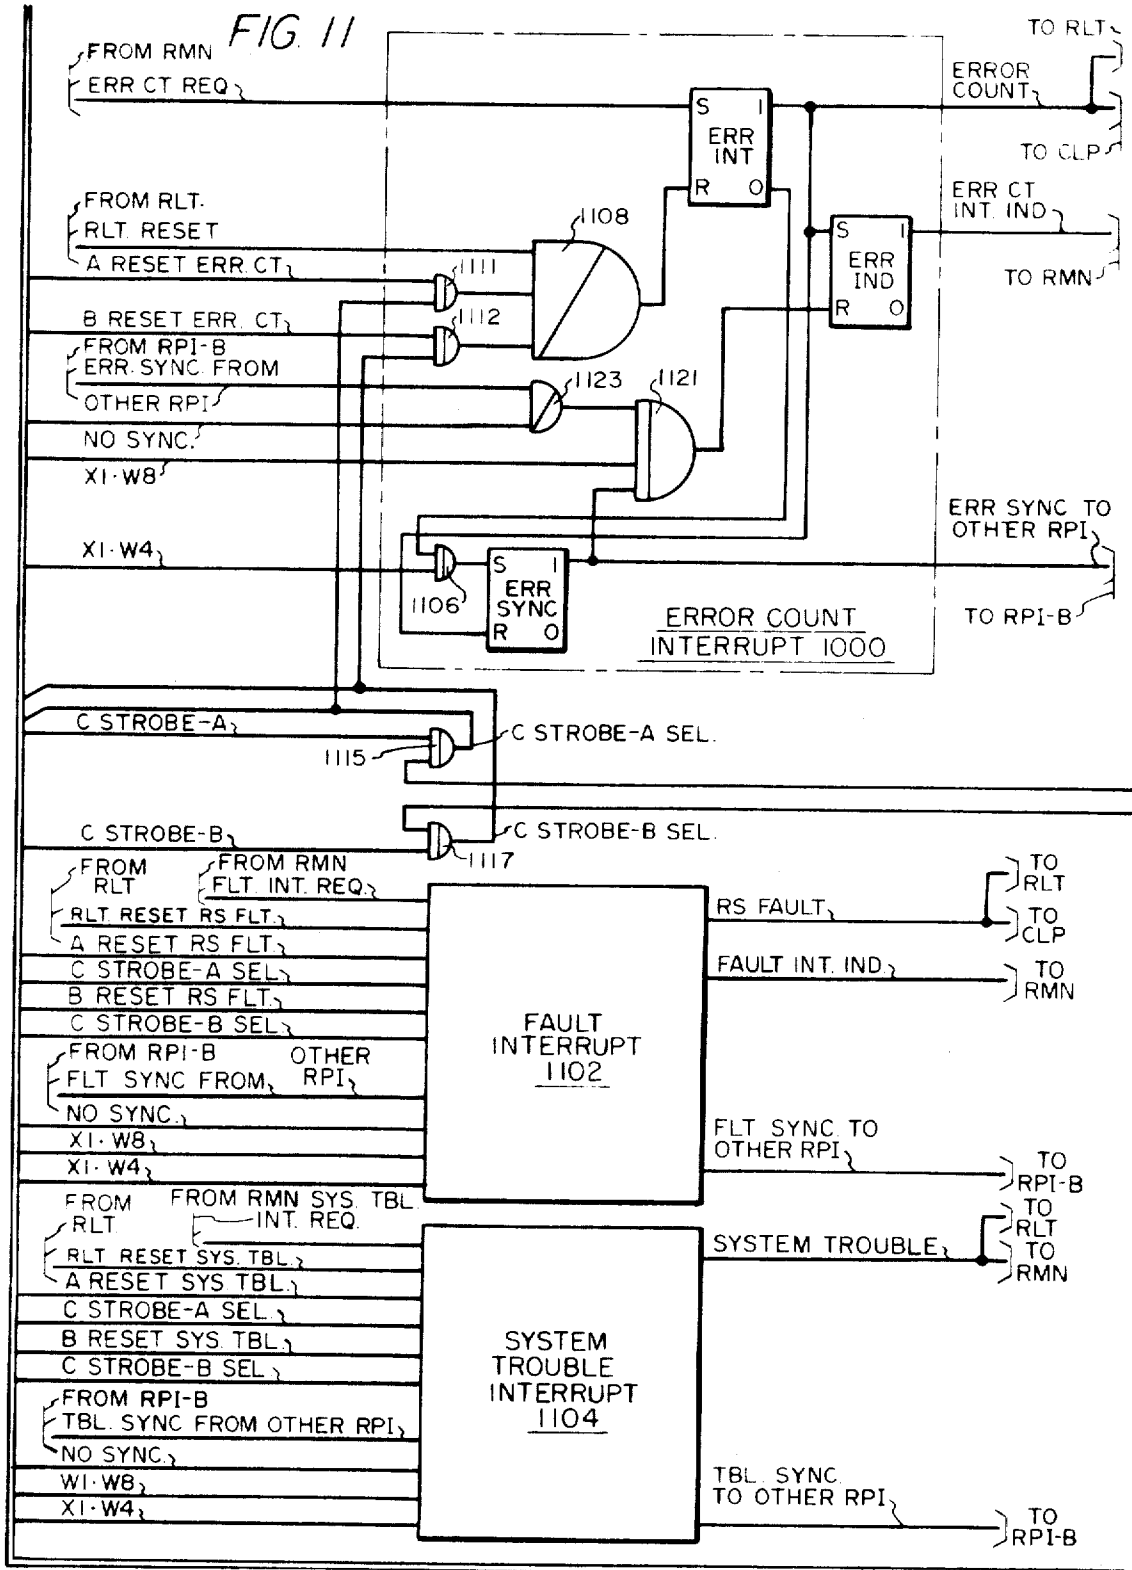 FIG. 11
FROM RMN
ERR CT REQ
S 1
ERR
INT
R 0
ERROR
COUNT
TO RLT
TO CLP
FROM RLT.
RLT. RESET
A RESET ERR. CT.
1111
1108
B RESET ERR. CT
1112
S 1
ERR
IND
R 0
ERR CT
INT. IND
TO RMN
FROM RPI-B
ERR. SYNC. FROM
OTHER RPI
1123
1121
NO SYNC.
X1·W8
X1·W4
1106
S 1
ERR
SYNC
R 0
ERR SYNC TO
OTHER RPI
TO RPI-B
ERROR COUNT
INTERRUPT 1000
C STROBE-A
1115
C STROBE-A SEL.
C STROBE-B
1117
C STROBE-B SEL.
FROM
RLT
FROM RMN
FLT. INT. REQ.
RLT. RESET RS FLT.
A RESET RS FLT.
C STROBE-A SEL
B RESET RS FLT.
C STROBE-B SEL
FROM RPI-B
FLT SYNC FROM
OTHER
RPI
NO SYNC.
X1·W8
X1·W4
FAULT
INTERRUPT
1102
RS FAULT
TO
RLT
TO
CLP
FAULT INT. IND.
TO
RMN
FLT SYNC. TO
OTHER RPI
TO
RPI-B
FROM
RLT.
FROM RMN SYS. TBL.
INT. REQ.
RLT RESET SYS. TBL.
A RESET SYS. TBL.
C STROBE-A SEL.
B RESET SYS. TBL.
C STROBE-B SEL
FROM RPI-B
TBL. SYNC FROM OTHER RPI
NO SYNC.
W1·W8
X1·W4
SYSTEM
TROUBLE
INTERRUPT
1104
SYSTEM TROUBLE
TO
RLT
TO
RMN
TBL. SYNC.
TO OTHER RPI
TO
RPI-B